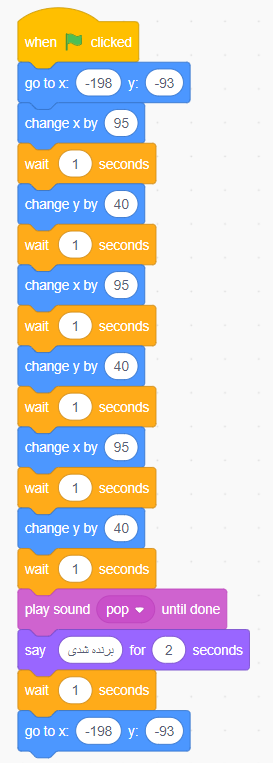 when clicked
go to x: -198 y: -93
change x by 95
wait 1 seconds
change y by 40
wait 1 seconds
change x by 95
wait 1 seconds
change y by 40
wait 1 seconds
change x by 95
wait 1 seconds
change y by 40
wait 1 seconds
play sound pop until done
say برنده شدی for 2 seconds
wait 1 seconds
go to x: -198 y: -93